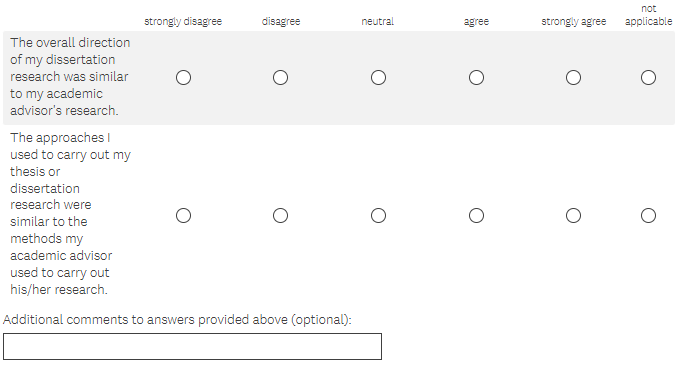 strongly disagree disagree neutral agree strongly agree not applicable
The overall direction
of my dissertation
research was similar
to my academic
advisor's research.
The approaches I
used to carry out my
thesis or
dissertation
research were
similar to the
methods my
academic advisor
used to carry out
his/her research.
Additional comments to answers provided above (optional):